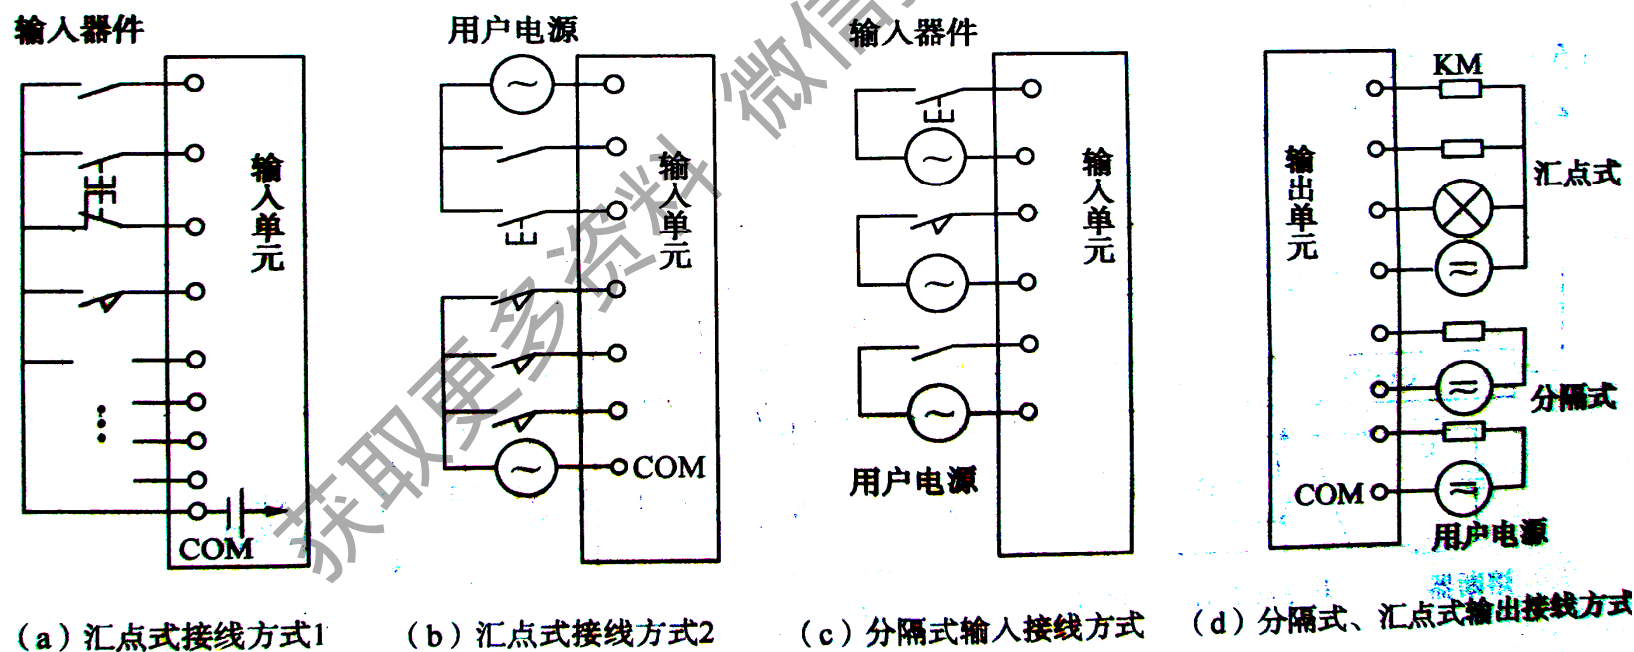 输入器件
输入单元
COM
(a)汇点式接线方式1
用户电源
输入单元
COM
(b)汇点式接线方式2
输入器件
输入单元
用户电源
(c)分隔式输入接线方式
KM
输出单元
汇点式
分隔式
COM
用户电源
(d)分隔式、汇点式输出接线方式
获取更多资料 微信